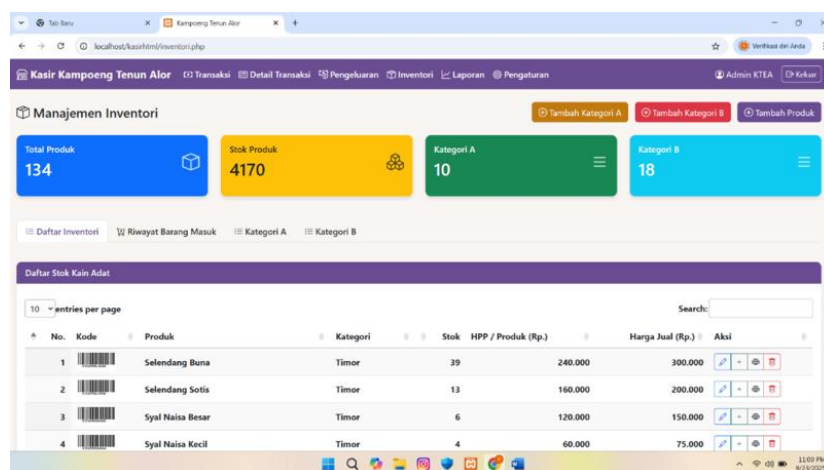 Tab Baru
Kampoeng Tenun Alor
localhost/kasirhtml/inventori.php
Verifikasi diri Anda
Kasir Kampoeng Tenun Alor Transaksi Detail Transaksi Pengeluaran Inventori Laporan Pengaturan Admin KTEA Keluar
Manajemen Inventori
Tambah Kategori A
Tambah Kategori B
Tambah Produk
Total Produk
134
Stok Produk
4170
Kategori A
10
Kategori B
18
Daftar Inventori Riwayat Barang Masuk Kategori A Kategori B
Daftar Stok Kain Adat
10 entries per page
Search:
No. Kode Produk Kategori Stok HPP / Produk (Rp.) Harga Jual (Rp.) Aksi
1 Selendang Buna Timor 39 240.000 300.000
2 Selendang Sotis Timor 13 160.000 200.000
3 Syal Naisa Besar Timor 6 120.000 150.000
4 Syal Naisa Kecil Timor 4 60.000 75.000
11:00 PM